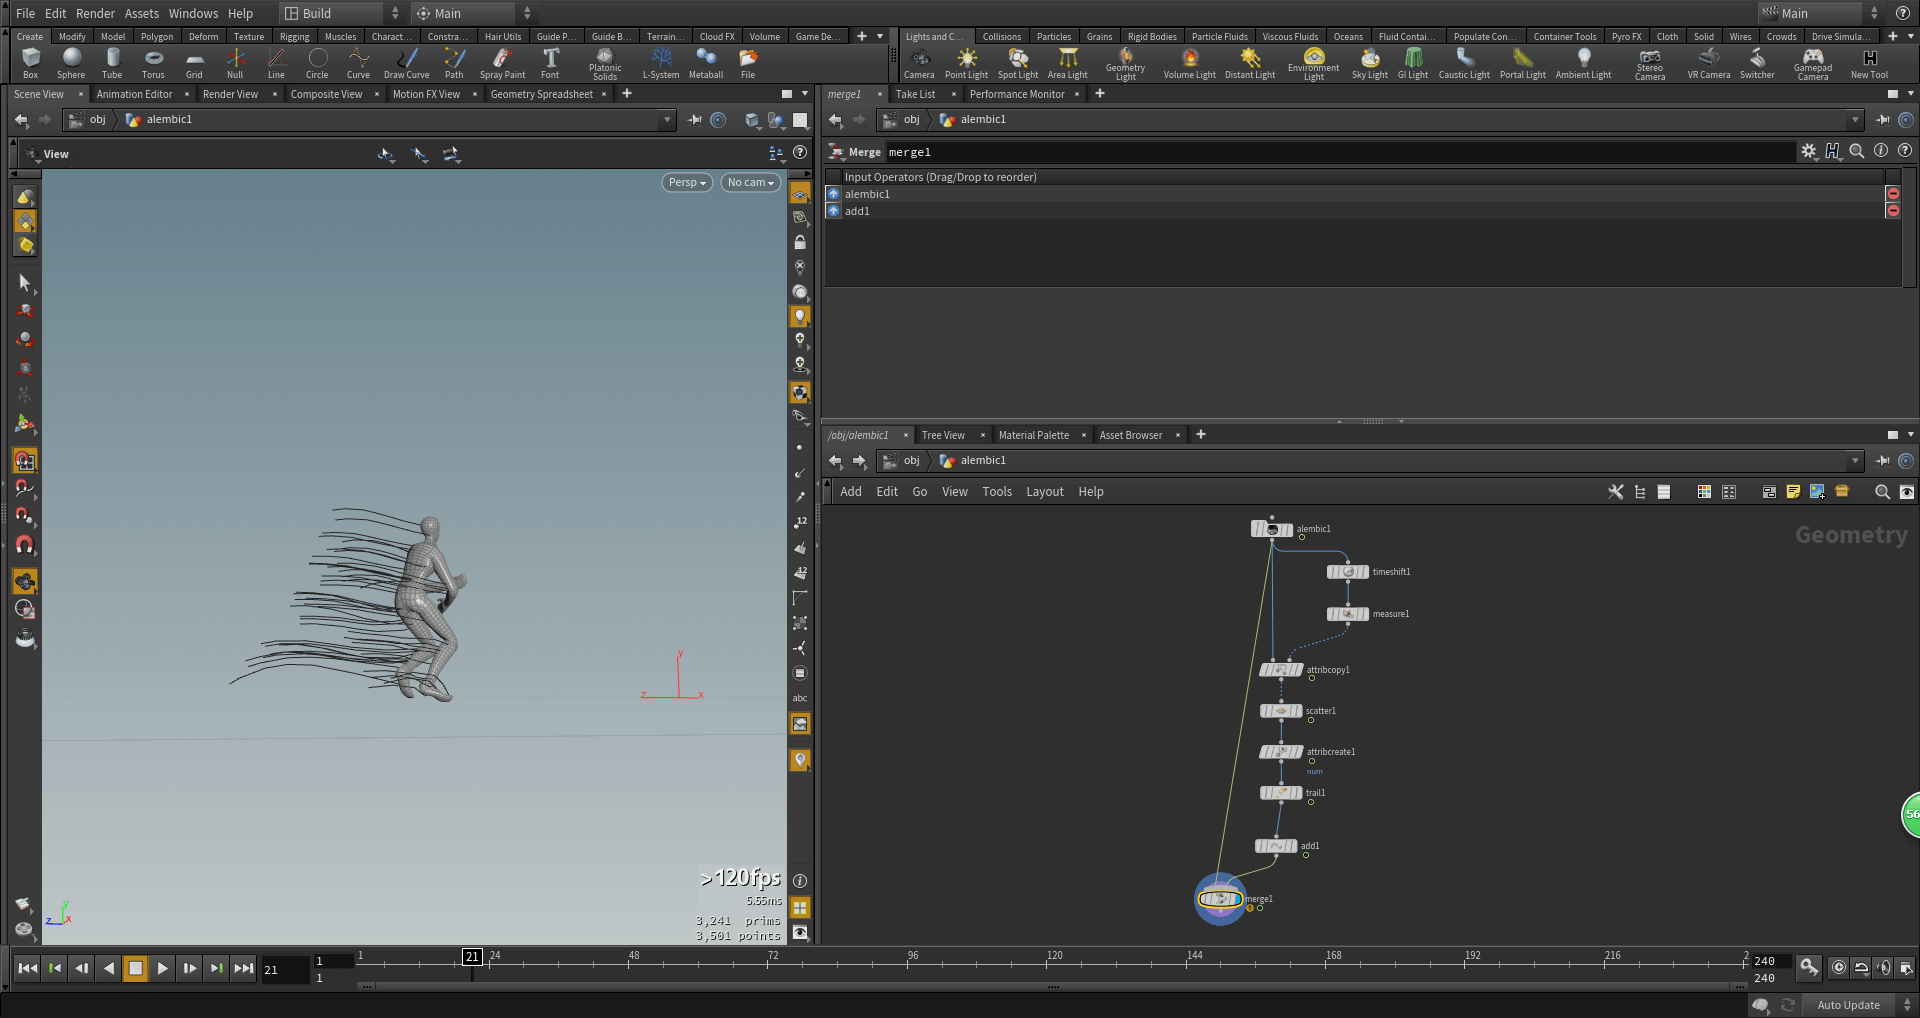 File Edit Render Assets Windows Help Build Main Main
Create Modify Model Polygon Deform Texture Rigging Muscles Charact... Constra... Hair Utils Guide P... Guide B... Terrain... Cloud FX Volume Game De...
Lights and C... Collisions Particles Grains Rigid Bodies Particle Fluids Viscous Fluids Oceans Fluid Contai... Populate Con... Container Tools Pyro FX Cloth Solid Wires Crowds Drive Simula...
Box Sphere Tube Torus Grid Null Line Circle Curve Draw Curve Path Spray Paint Font Platonic Solids L-System Metaball File
Camera Point Light Spot Light Area Light Geometry Light Volume Light Distant Light Environment Light Sky Light GI Light Caustic Light Portal Light Ambient Light Stereo Camera VR Camera Switcher Gamepad Camera New Tool
Scene View Animation Editor Render View Composite View Motion FX View Geometry Spreadsheet
merge1 Take List Performance Monitor
obj alembic1
obj alembic1
View
Merge merge1
Persp No cam
Input Operators (Drag/Drop to reorder)
alembic1
add1
/obj/alembic1 Tree View Material Palette Asset Browser
obj alembic1
Add Edit Go View Tools Layout Help
Geometry
alembic1
timeshift1
measure1
attribcopy1
scatter1
attribcreate1
num
trail1
add1
merge1
12
12
abc
y
z x
y
z x
>120fps
5.55ms
3,241 prims
3,501 points
56
21 1 1 1 21 24 48 72 96 120 144 168 192 216 2 240 240
Auto Update